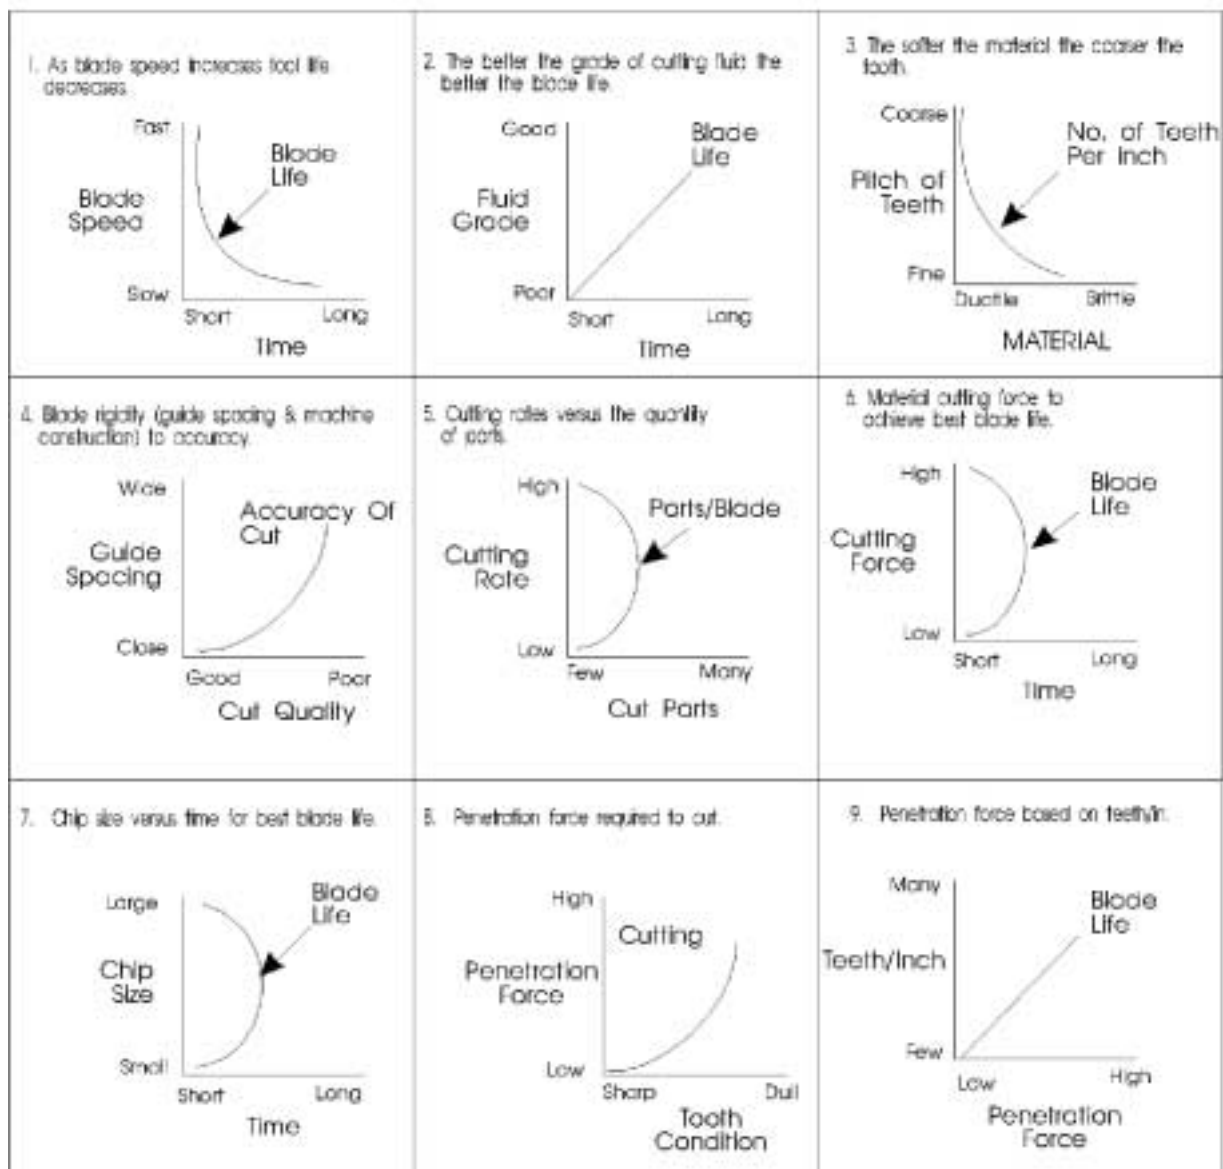 1. As blade speed increases tool life
decreases.
Fast
Blade
Life
Blade
Speed
Slow
Short
Long
Time
2. The better the grade of cutting fluid the
better the blade life.
Good
Blade
Life
Fluid
Grade
Poor
Short
Long
Time
3. The softer the material the coarser the
tooth.
Coarse
No. of Teeth
Per Inch
Pitch of
Teeth
Fine
Ductile
Brittle
MATERIAL
4. Blade rigidity (guide spacing & machine
construction) to accuracy.
Wide
Accuracy Of
Cut
Guide
Spacing
Close
Good
Poor
Cut Quality
5. Cutting rates versus the quantity
of parts.
High
Parts/Blade
Cutting
Rate
Low
Few
Many
Cut Parts
6. Material cutting force to
achieve best blade life.
High
Blade
Life
Cutting
Force
Low
Short
Long
Time
7. Chip size versus time for best blade life.
Large
Blade
Life
Chip
Size
Small
Short
Long
Time
8. Penetration force required to cut.
High
Cutting
Penetration
Force
Low
Sharp
Dull
Tooth
Condition
9. Penetration force based on teeth/in.
Many
Blade
Life
Teeth/Inch
Few
Low
High
Penetration
Force